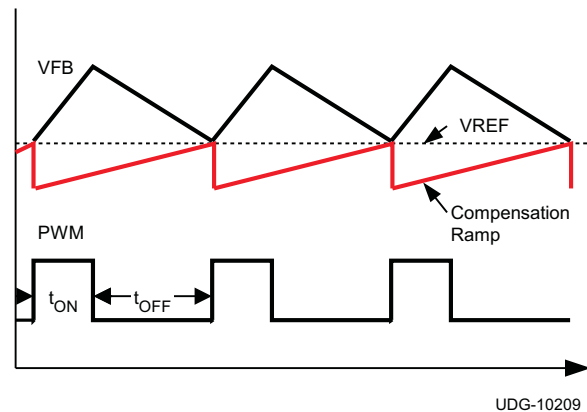 VFB
VREF
Compensation
Ramp
PWM
tON
tOFF
UDG-10209